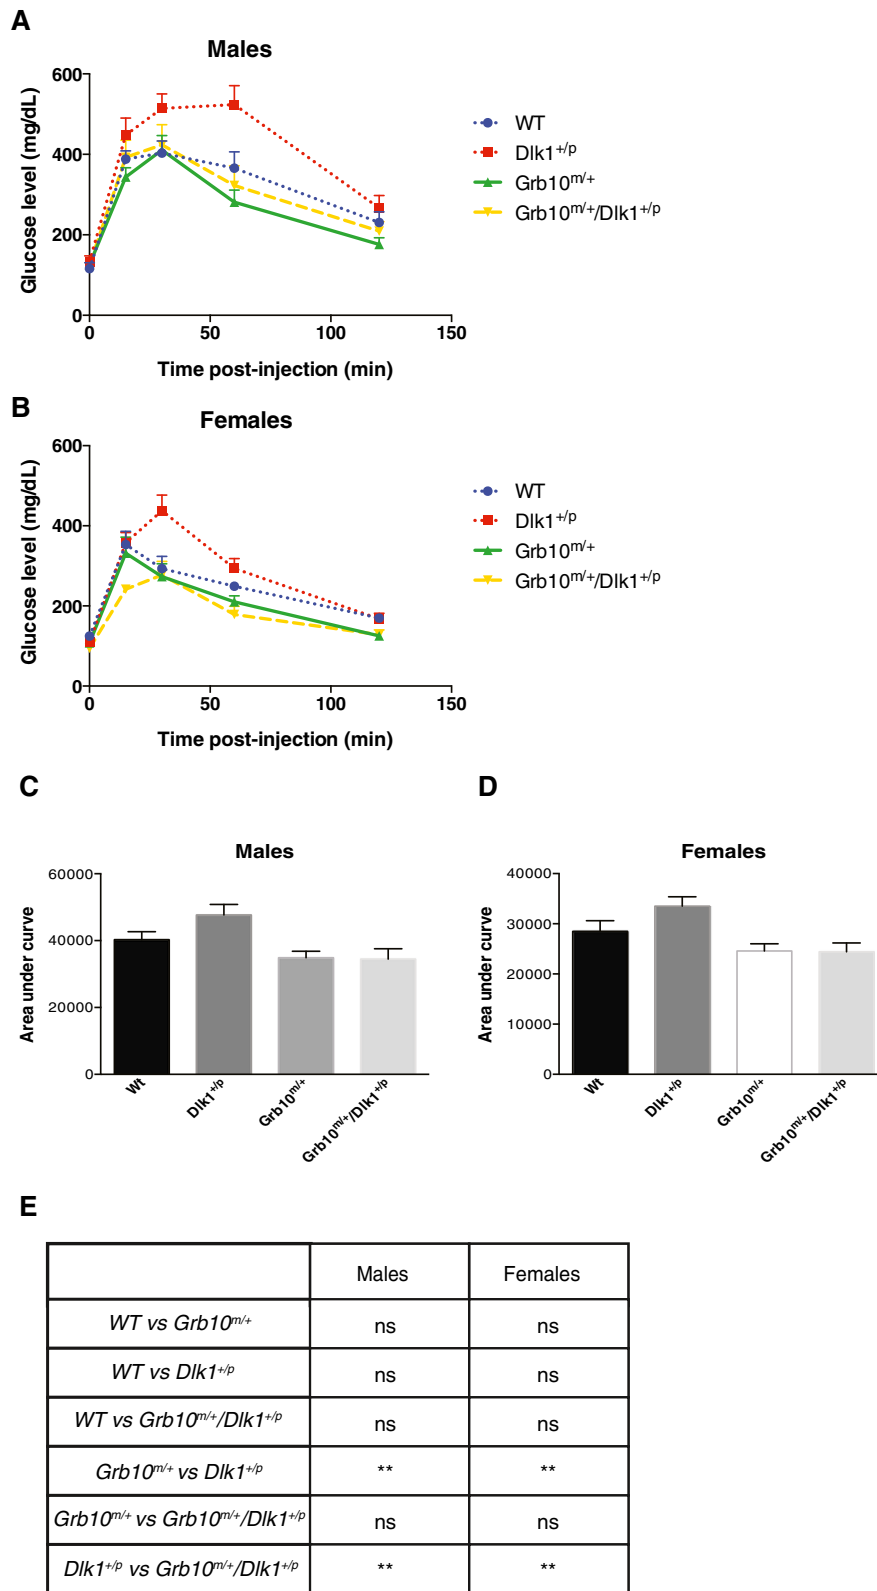 A
Males
Glucose level (mg/dL)
600
400
200
0
0 50 100 150
Time post-injection (min)
WT
Dlk1+/p
Grb10m/+
Grb10m/+/Dlk1+/p
B
Females
Glucose level (mg/dL)
600
400
200
0
0 50 100 150
Time post-injection (min)
WT
Dlk1+/p
Grb10m/+
Grb10m/+/Dlk1+/p
C
Males
Area under curve
60000
40000
20000
0
Wt
Dlk1+/p
Grb10m/+
Grb10m/+/Dlk1+/p
D
Females
Area under curve
40000
30000
20000
10000
0
Wt
Dlk1+/p
Grb10m/+
Grb10m/+/Dlk1+/p
E
Males Females
WT vs Grb10m/+ ns ns
WT vs Dlk1+/p ns ns
WT vs Grb10m/+/Dlk1+/p ns ns
Grb10m/+ vs Dlk1+/p ** **
Grb10m/+ vs Grb10m/+/Dlk1+/p ns ns
Dlk1+/p vs Grb10m/+/Dlk1+/p ** **